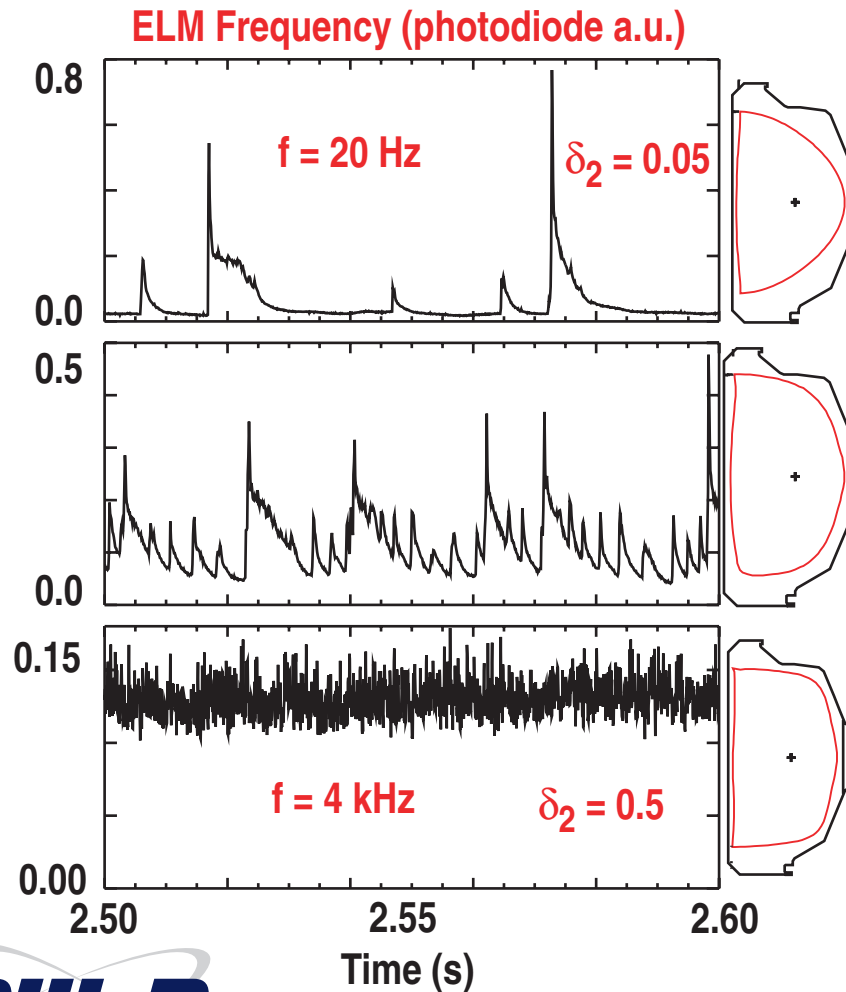 ELM Frequency (photodiode a.u.)
0.8
f = 20 Hz
δ2 = 0.05
0.0
0.5
0.0
0.15
f = 4 kHz
δ2 = 0.5
0.00
2.50 2.55 2.60
Time (s)